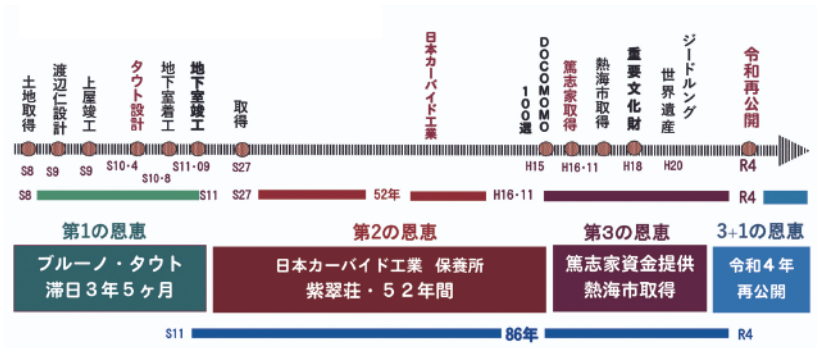 土地取得
渡辺仁設計
上屋竣工
タウト設計
地下室着工
地下室竣工
取得
日本カーバイド工業
DOCOMOMO
100選
篤志家取得
熱海市取得
重要文化財
ジードルング
世界遺産
令和再公開
S8
S9
S9
S10・4
S10・8
S11・09
S27
H15
H16・11
H18
H20
R4
S8
S11
S27
52年
H16・11
R4
第1の恩恵
第2の恩恵
第3の恩恵
3+1の恩恵
ブルーノ・タウト
滞日3年5ヶ月
日本カーバイド工業 保養所
紫翠荘・52年間
篤志家資金提供
熱海市取得
令和4年
再公開
S11
86年
R4